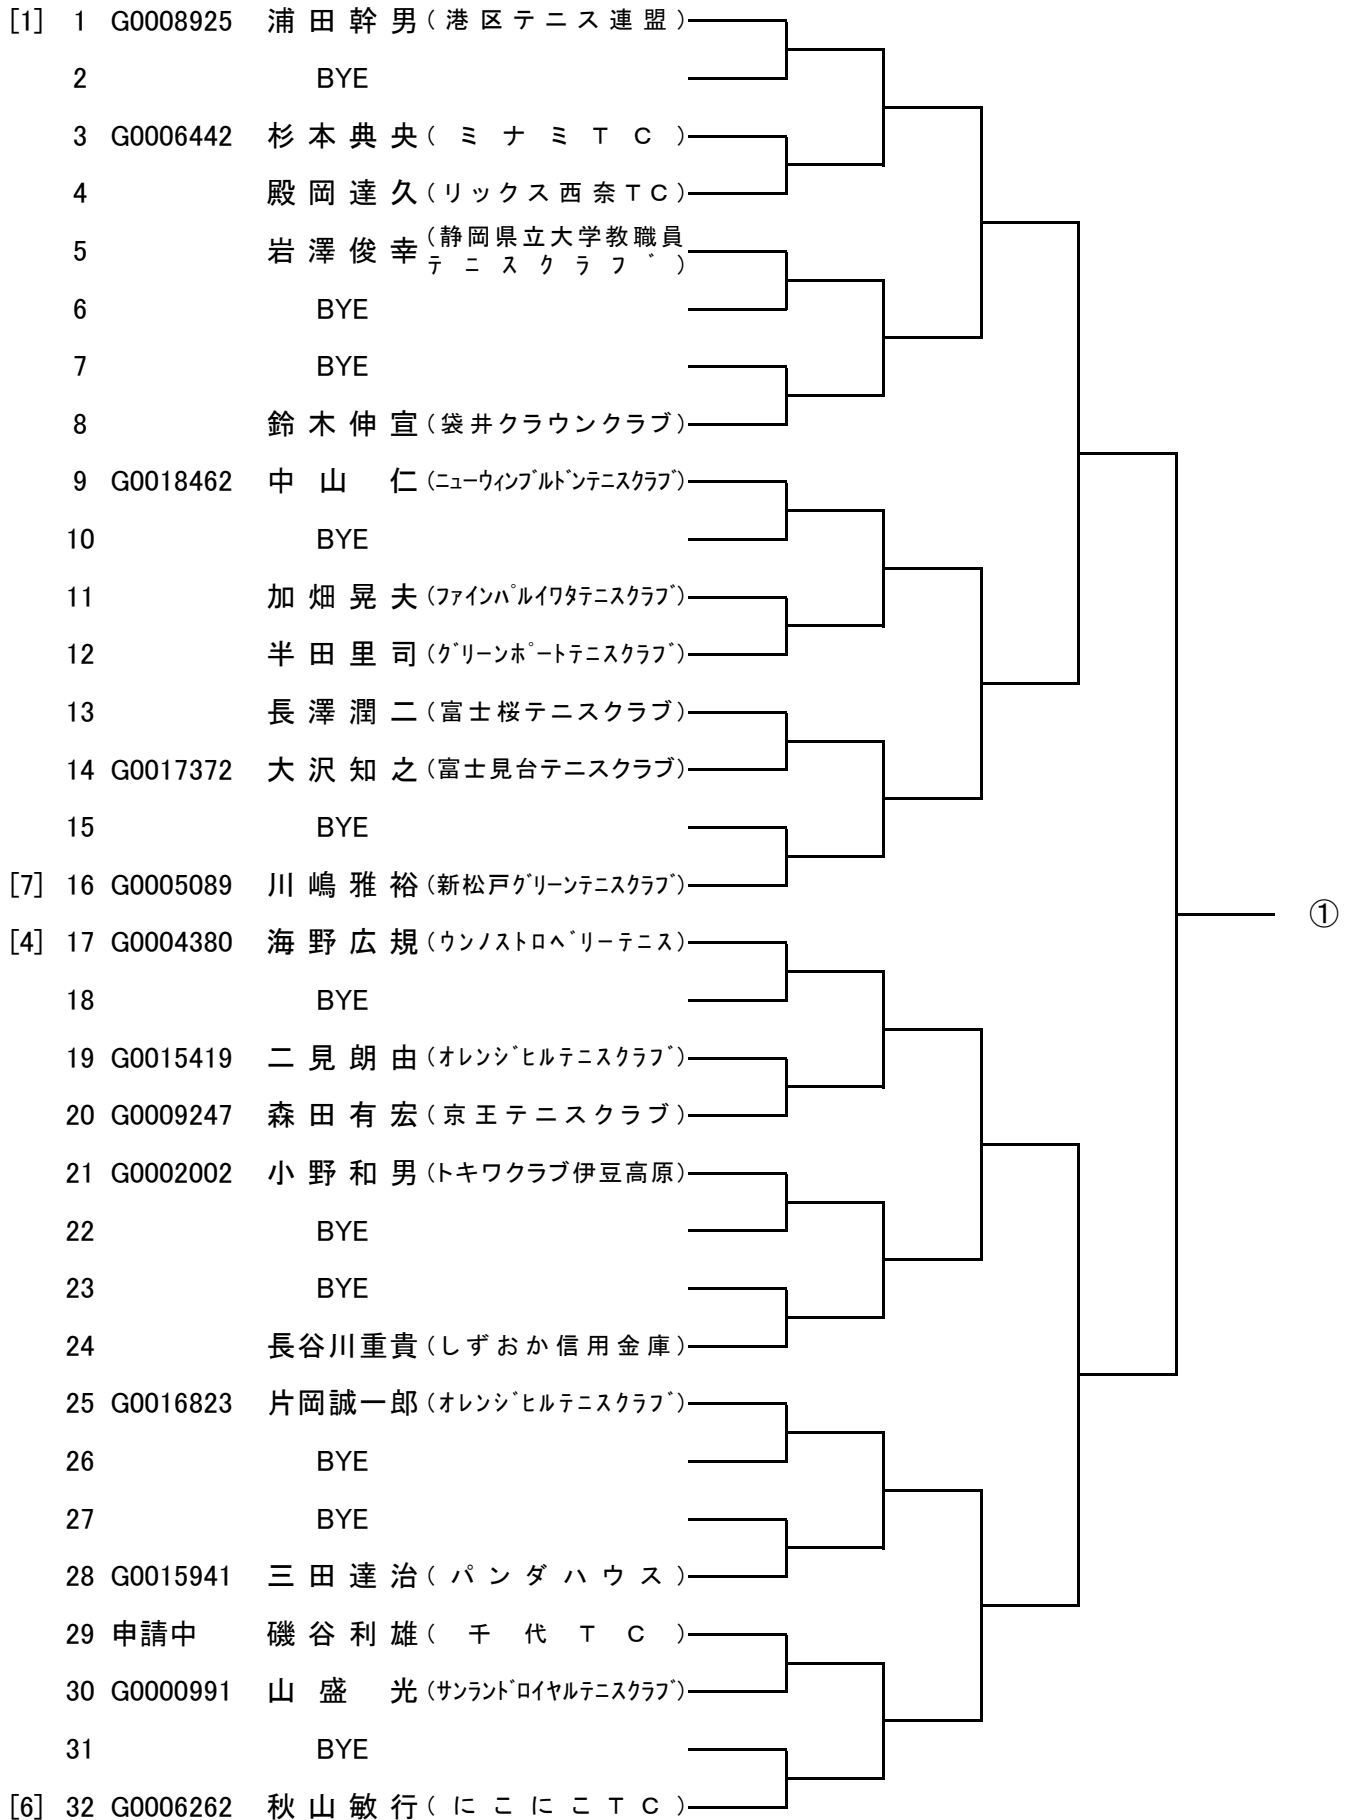 [1] 1 G0008925 浦田幹男(港区テニス連盟)
2 BYE
3 G0006442 杉本典央(ミナミTC)
4 殿岡達久(リックス西奈TC)
5 岩澤俊幸(静岡県立大学教職員
テニスクラブ)
6 BYE
7 BYE
8 鈴木伸宣(袋井クラウンクラブ)
9 G0018462 中山 仁(ニューウィンブルドンテニスクラブ)
10 BYE
11 加畑晃夫(ファインパルイワタテニスクラブ)
12 半田里司(グリーンポートテニスクラブ)
13 長澤潤二(富士桜テニスクラブ)
14 G0017372 大沢知之(富士見台テニスクラブ)
15 BYE
[7] 16 G0005089 川嶋雅裕(新松戸グリーンテニスクラブ)
①
[4] 17 G0004380 海野広規(ウンノストロベリーテニス)
18 BYE
19 G0015419 二見朗由(オレンジヒルテニスクラブ)
20 G0009247 森田有宏(京王テニスクラブ)
21 G0002002 小野和男(トキワクラブ伊豆高原)
22 BYE
23 BYE
24 長谷川重貴(しずおか信用金庫)
25 G0016823 片岡誠一郎(オレンジヒルテニスクラブ)
26 BYE
27 BYE
28 G0015941 三田達治(パンダハウス)
29 申請中 磯谷利雄(千代TC)
30 G0000991 山盛 光(サンランドロイヤルテニスクラブ)
31 BYE
[6] 32 G0006262 秋山敏行(にこにこTC)